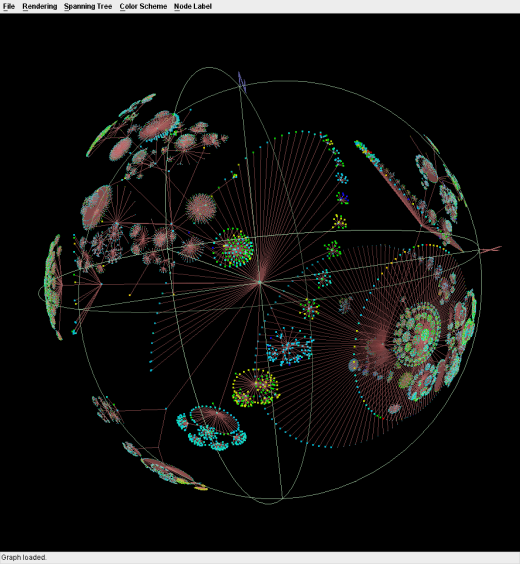 File Rendering Spanning Tree Color Scheme Node Label
Graph loaded.